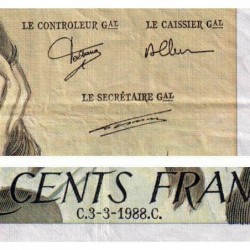 LE CONTROLEUR GAL LE CAISSIER GAL
LE SECRÉTAIRE GAL
CENTS FRAN
C.3-3-1988.C.